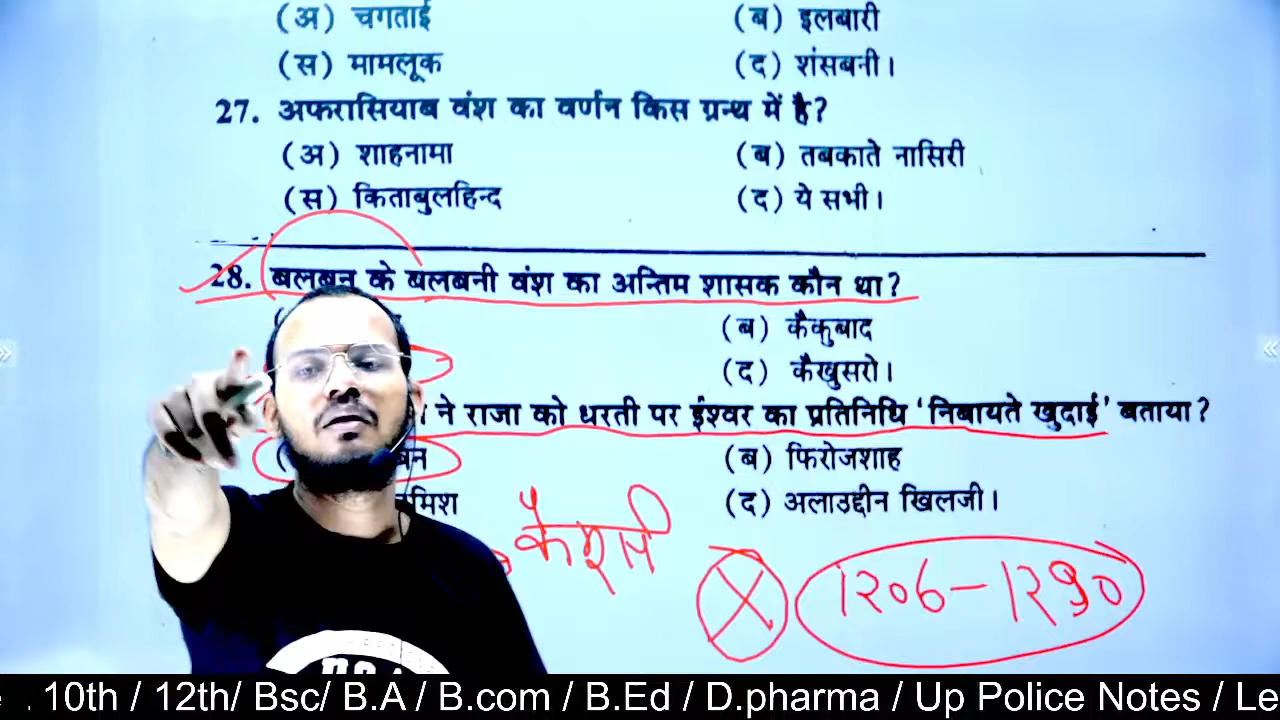 (अ) चगताई (ब) इलबारी
(स) मामलूक (द) शंसबनी।
27. अफरासियाब वंश का वर्णन किस ग्रन्थ में है?
(अ) शाहनामा (ब) तबकाते नासिरी
(स) किताबुलहिन्द (द) ये सभी।
28. बलबन के बलबनी वंश का अन्तिम शासक कौन था?
(ब) कैकुबाद
(द) कैखुसरो।
ने राजा को धरती पर ईश्वर का प्रतिनिधि 'निबायते खुदाई' बताया?
(ब) फिरोजशाह
(द) अलाउद्दीन खिलजी।
1206-1290
10th / 12th/ Bsc/ B.A / B.com / B.Ed / D.pharma / Up Police Notes / Le